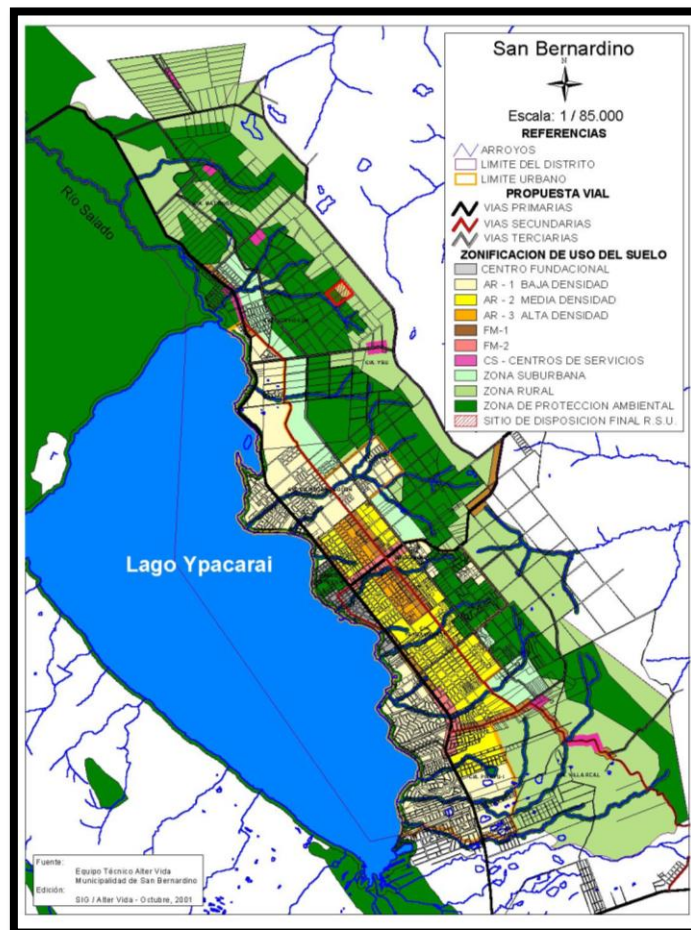 San Bernardino
N
Escala: 1 / 85.000
REFERENCIAS
ARROYOS
LIMITE DEL DISTRITO
LIMITE URBANO
PROPUESTA VIAL
VIAS PRIMARIAS
VIAS SECUNDARIAS
VIAS TERCIARIAS
ZONIFICACION DE USO DEL SUELO
CENTRO FUNDACIONAL
AR - 1 BAJA DENSIDAD
AR - 2 MEDIA DENSIDAD
AR - 3 ALTA DENSIDAD
FM-1
FM-2
CS - CENTROS DE SERVICIOS
ZONA SUBURBANA
ZONA RURAL
ZONA DE PROTECCION AMBIENTAL
SITIO DE DISPOSICION FINAL R.S.U.
Río Salado
Lago Ypacarai
Fuente:
Equipo Técnico Alter Vida
Municipalidad de San Bernardino
Edición:
SIG / Alter Vida - Octubre, 2001